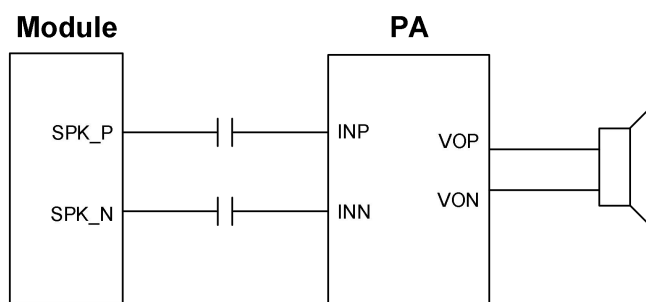 Module
PA
SPK_P
INP
VOP
SPK_N
INN
VON